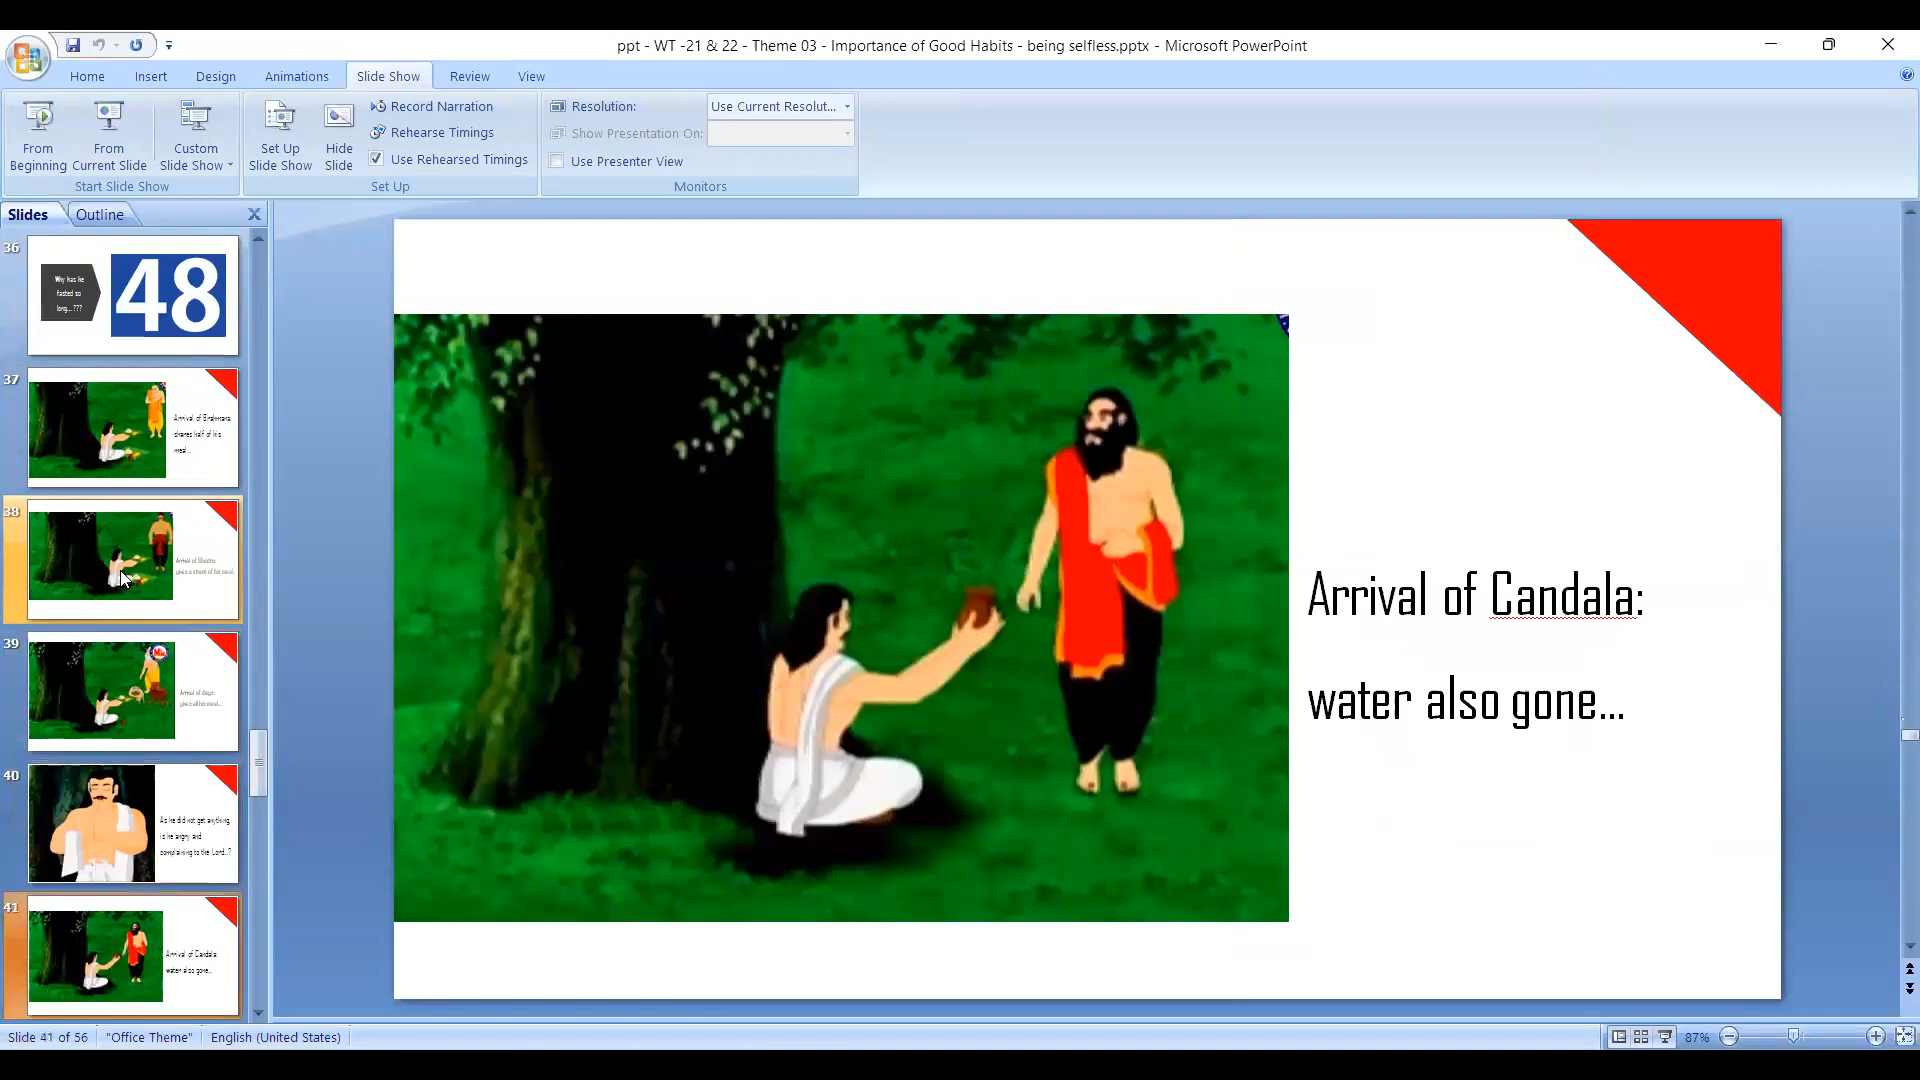 ppt - WT -21 & 22 - Theme 03 - Importance of Good Habits - being selfless.pptx - Microsoft PowerPoint
Home Insert Design Animations Slide Show Review View
From Beginning
From Current Slide
Custom Slide Show
Start Slide Show
Set Up Slide Show
Hide Slide
Record Narration
Rehearse Timings
Use Rehearsed Timings
Set Up
Resolution: Use Current Resolut...
Show Presentation On:
Use Presenter View
Monitors
Slides Outline
36
Why has he
fasted so
long...???
48
37
Arrival of Brahmana:
shares half of his
meal...
38
Arrival of Shudra:
gives a share of his meal..
39
Arrival of dogs:
gives all his meal...
40
As he did not get anything,
is he angry and
complaining to the Lord..?
41
Arrival of Candala:
water also gone...
Arrival of Candala:
water also gone...
Slide 41 of 56 "Office Theme" English (United States) 87%